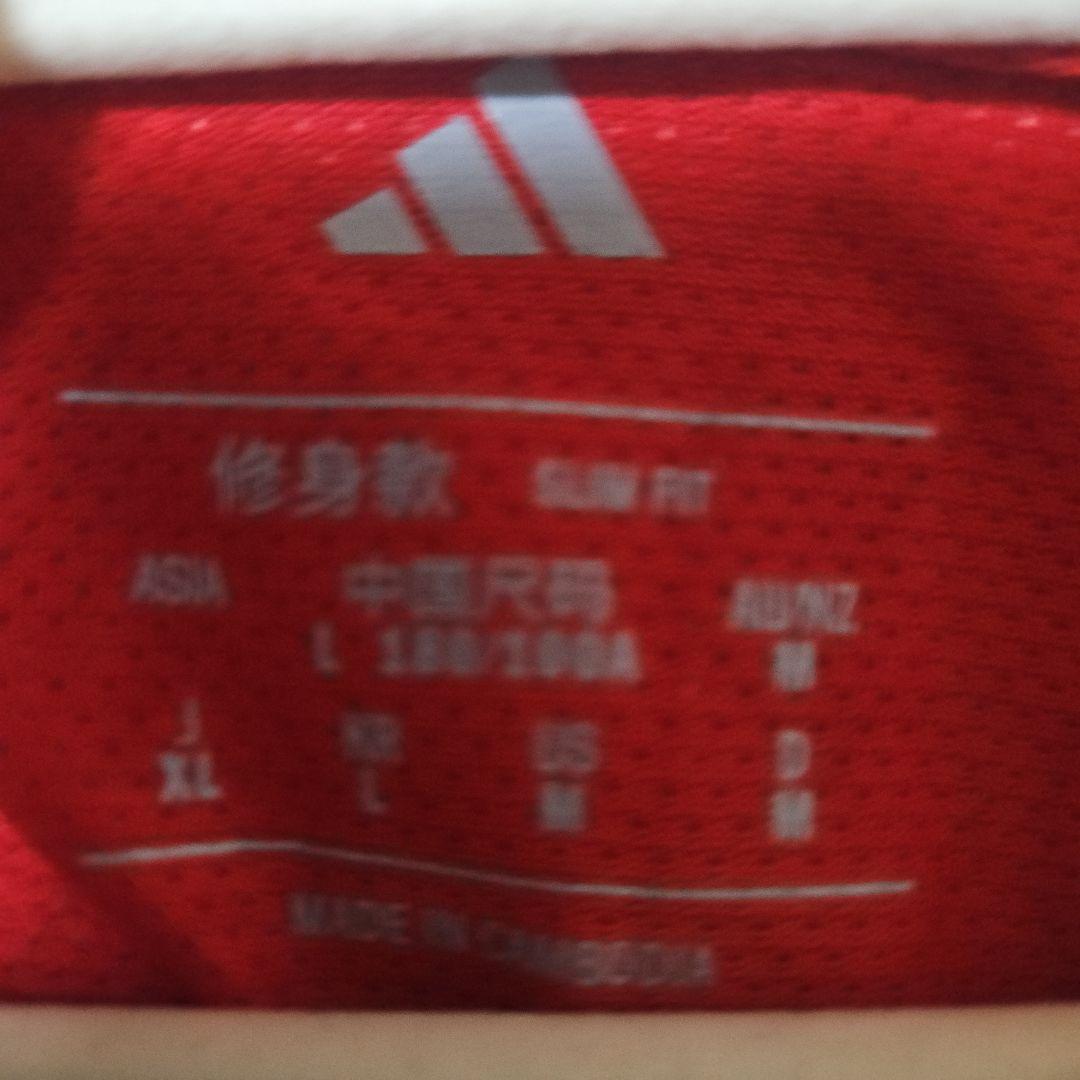 修身款 SLIM FIT
ASIA 中国尺码 AU/NZ
L 180/100A M
J KR US D
XL L M M
MADE IN CAMBODIA